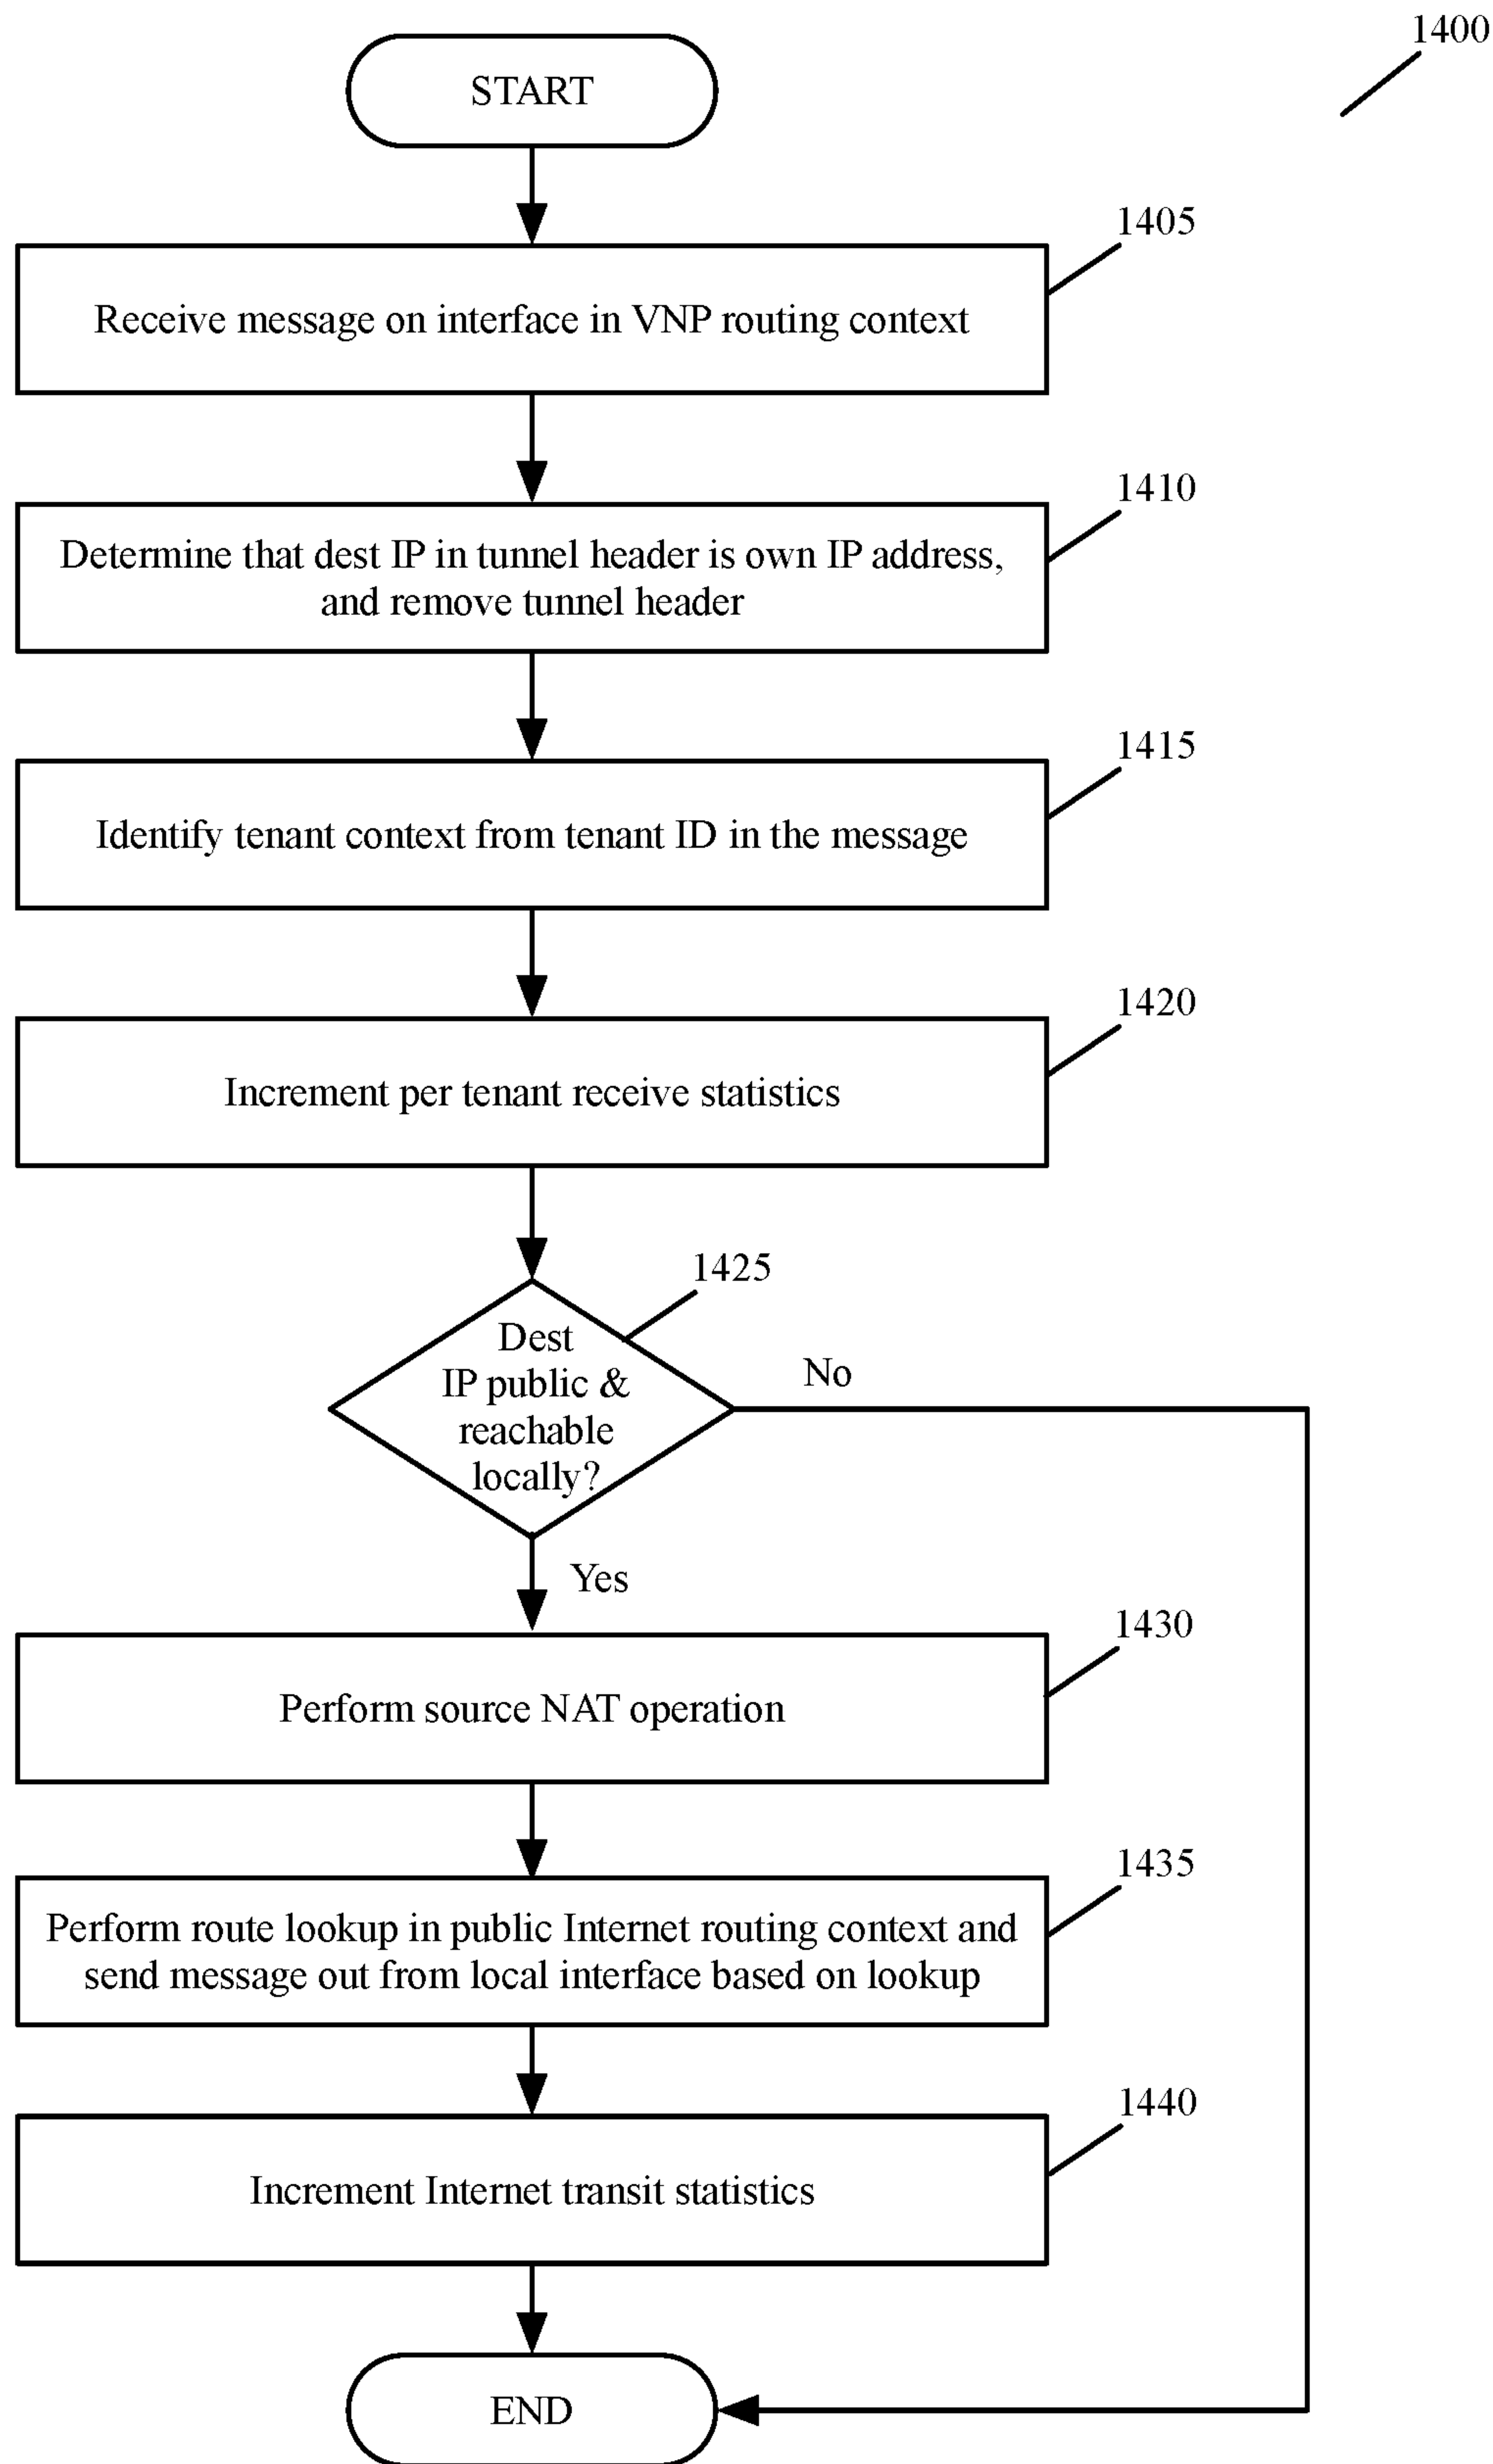 1400
START
1405
Receive message on interface in VNP routing context
1410
Determine that dest IP in tunnel header is own IP address,
and remove tunnel header
1415
Identify tenant context from tenant ID in the message
1420
Increment per tenant receive statistics
1425
Dest
IP public &
reachable
locally?
No
Yes
1430
Perform source NAT operation
1435
Perform route lookup in public Internet routing context and
send message out from local interface based on lookup
1440
Increment Internet transit statistics
END